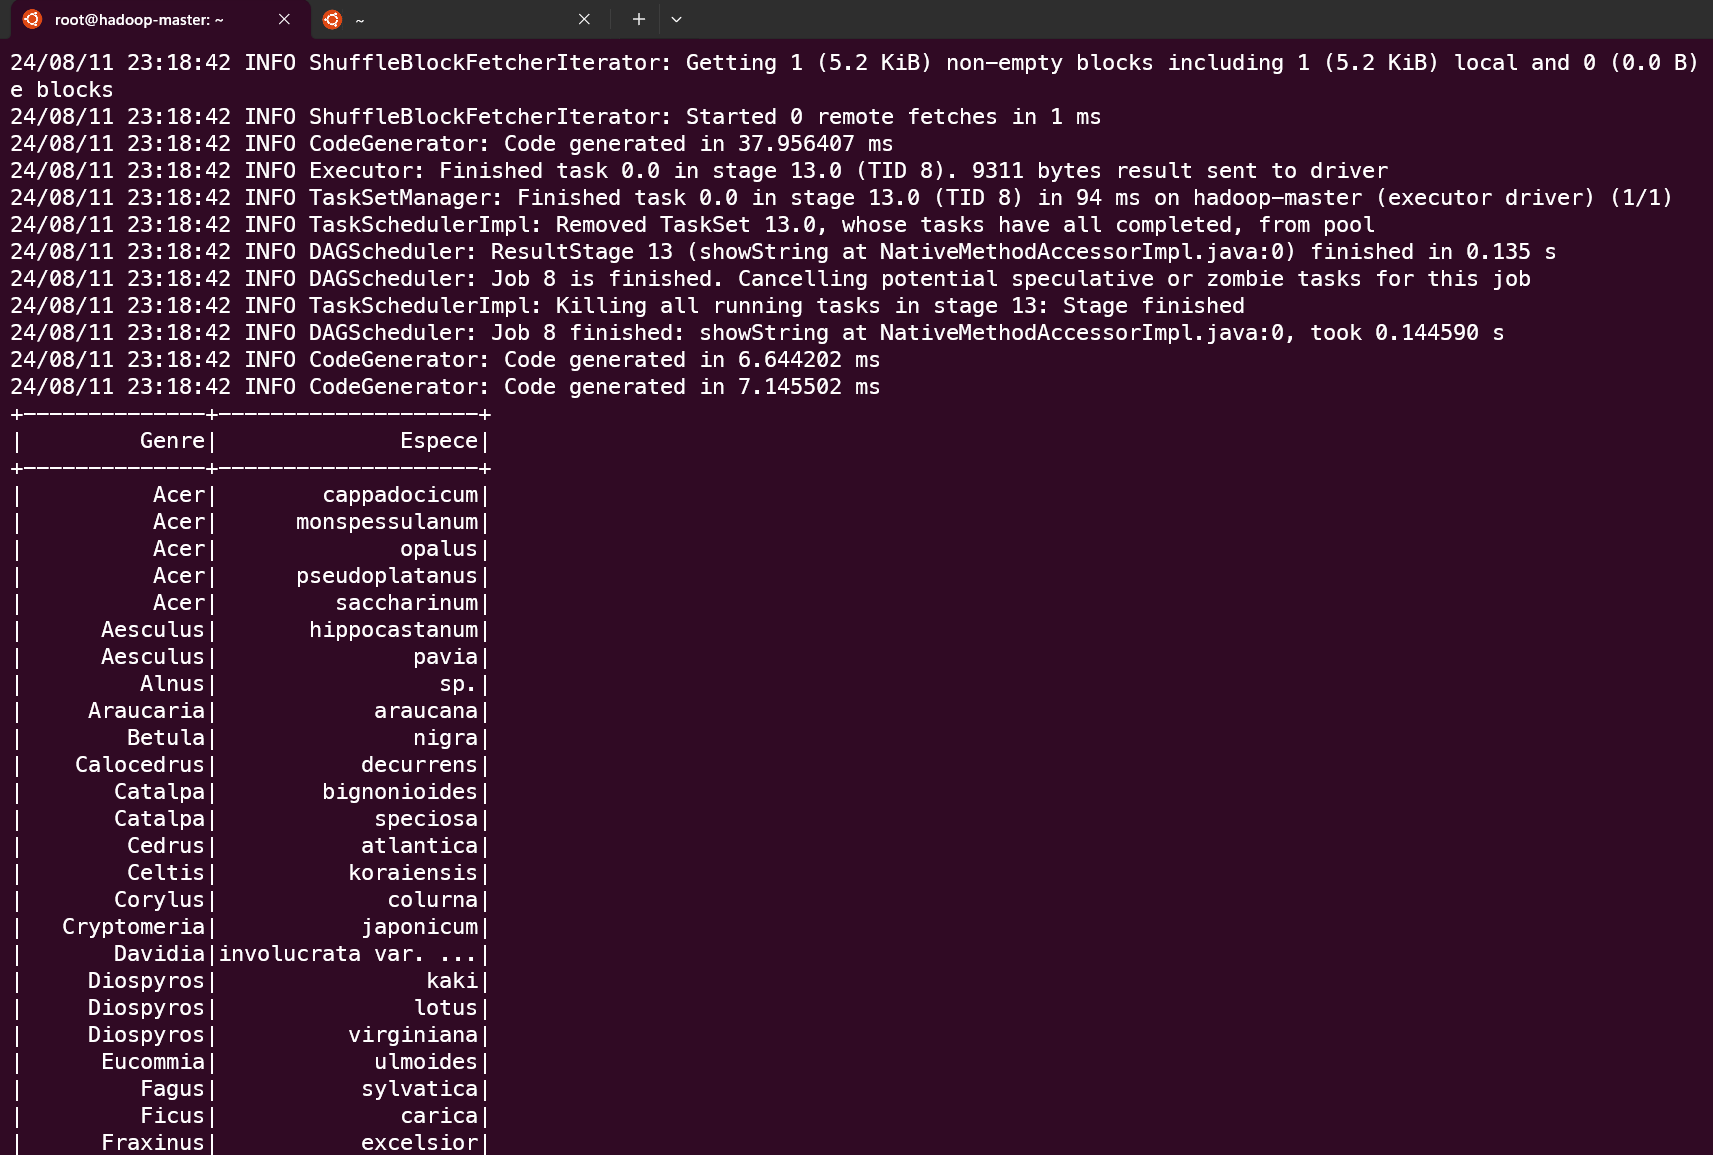 root@hadoop-master: ~
~
24/08/11 23:18:42 INFO ShuffleBlockFetcherIterator: Getting 1 (5.2 KiB) non-empty blocks including 1 (5.2 KiB) local and 0 (0.0 B)
e blocks
24/08/11 23:18:42 INFO ShuffleBlockFetcherIterator: Started 0 remote fetches in 1 ms
24/08/11 23:18:42 INFO CodeGenerator: Code generated in 37.956407 ms
24/08/11 23:18:42 INFO Executor: Finished task 0.0 in stage 13.0 (TID 8). 9311 bytes result sent to driver
24/08/11 23:18:42 INFO TaskSetManager: Finished task 0.0 in stage 13.0 (TID 8) in 94 ms on hadoop-master (executor driver) (1/1)
24/08/11 23:18:42 INFO TaskSchedulerImpl: Removed TaskSet 13.0, whose tasks have all completed, from pool
24/08/11 23:18:42 INFO DAGScheduler: ResultStage 13 (showString at NativeMethodAccessorImpl.java:0) finished in 0.135 s
24/08/11 23:18:42 INFO DAGScheduler: Job 8 is finished. Cancelling potential speculative or zombie tasks for this job
24/08/11 23:18:42 INFO TaskSchedulerImpl: Killing all running tasks in stage 13: Stage finished
24/08/11 23:18:42 INFO DAGScheduler: Job 8 finished: showString at NativeMethodAccessorImpl.java:0, took 0.144590 s
24/08/11 23:18:42 INFO CodeGenerator: Code generated in 6.644202 ms
24/08/11 23:18:42 INFO CodeGenerator: Code generated in 7.145502 ms
+--------------+--------------------+
|         Genre|              Espece|
+--------------+--------------------+
|          Acer|        cappadocicum|
|          Acer|      monspessulanum|
|          Acer|              opalus|
|          Acer|      pseudoplatanus|
|          Acer|         saccharinum|
|      Aesculus|       hippocastanum|
|      Aesculus|               pavia|
|         Alnus|                 sp.|
|     Araucaria|            araucana|
|        Betula|               nigra|
|    Calocedrus|           decurrens|
|       Catalpa|        bignonioides|
|       Catalpa|            speciosa|
|        Cedrus|           atlantica|
|        Celtis|          koraiensis|
|       Corylus|             colurna|
|   Cryptomeria|           japonicum|
|       Davidia|involucrata var. ...|
|     Diospyros|                kaki|
|     Diospyros|               lotus|
|     Diospyros|          virginiana|
|      Eucommia|            ulmoides|
|         Fagus|           sylvatica|
|         Ficus|              carica|
|      Fraxinus|           excelsior|